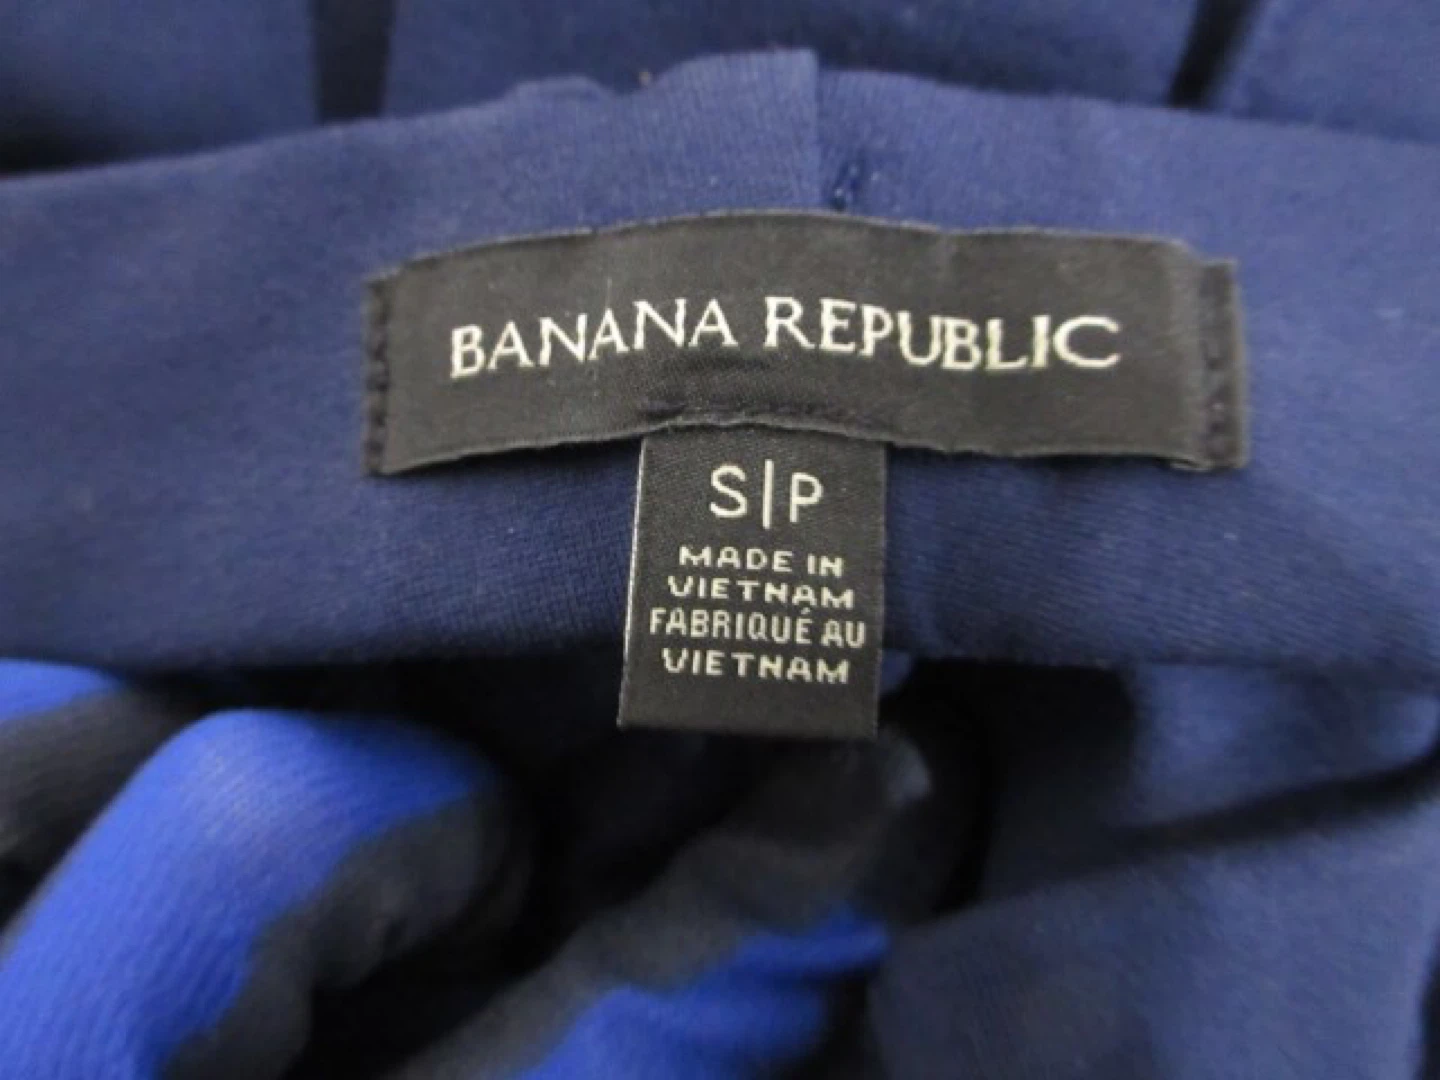 BANANA REPUBLIC
S|P
MADE IN
VIETNAM
FABRIQUÉ AU
VIETNAM